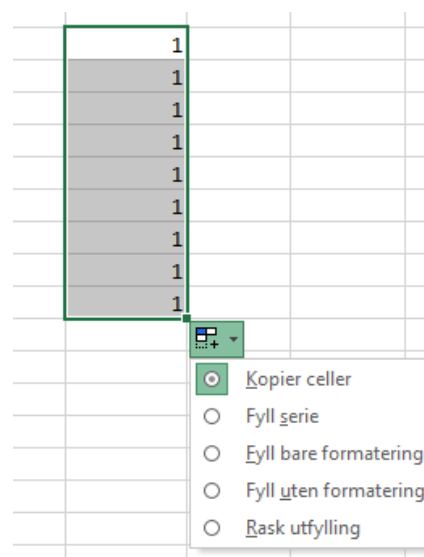 1
1
1
1
1
1
1
1
1
Kopier celler
Fyll serie
Fyll bare formatering
Fyll uten formatering
Rask utfylling